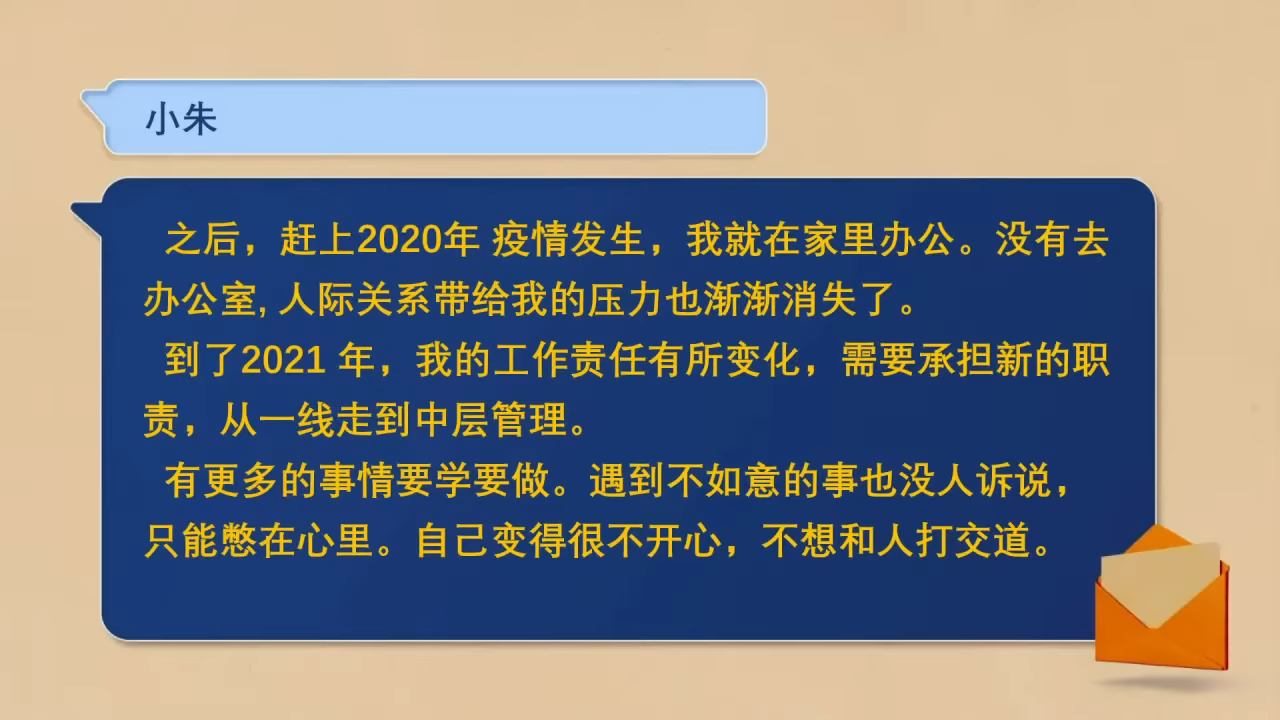 小朱
之后，赶上2020年 疫情发生，我就在家里办公。没有去
办公室, 人际关系带给我的压力也渐渐消失了。
到了2021 年，我的工作责任有所变化，需要承担新的职
责，从一线走到中层管理。
有更多的事情要学要做。遇到不如意的事也没人诉说，
只能憋在心里。自己变得很不开心，不想和人打交道。